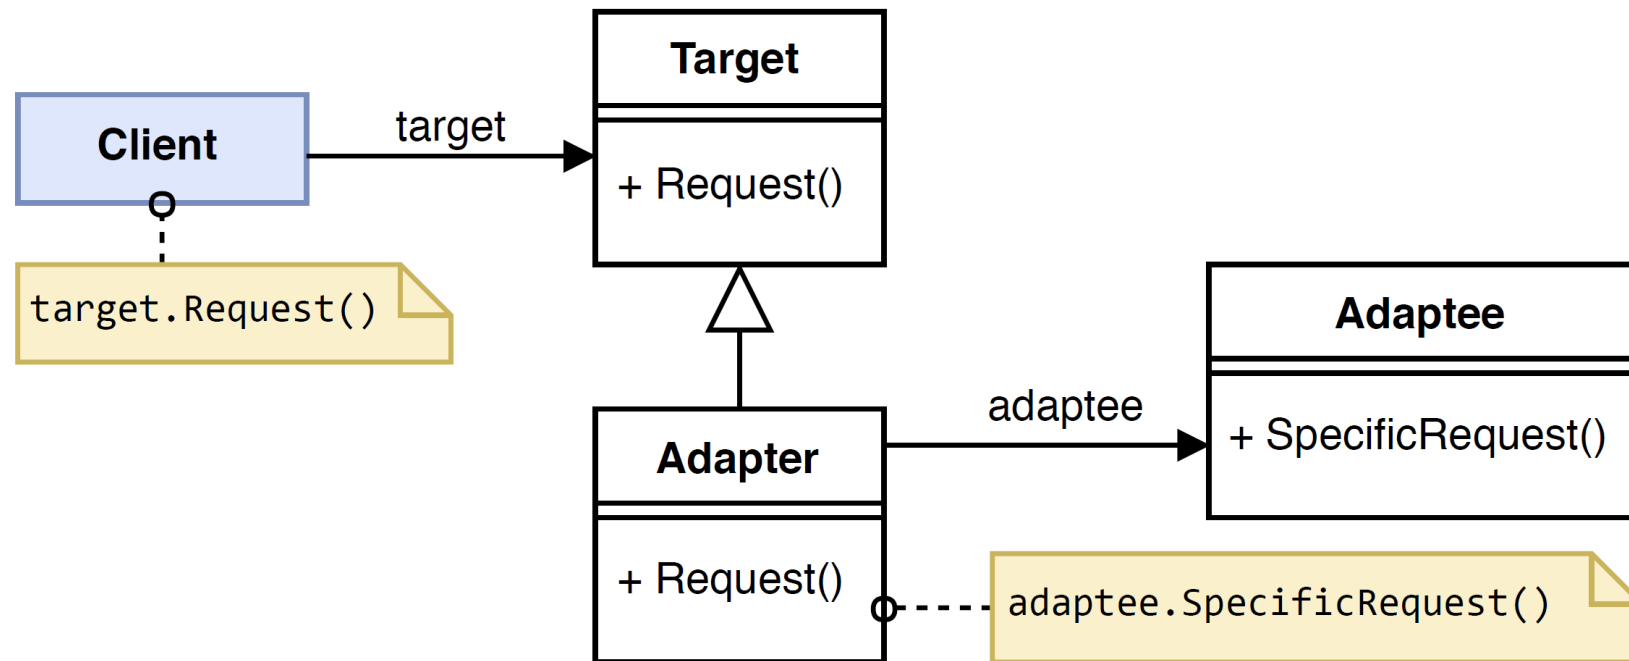 Target
+ Request()
Client
target
target.Request()
Adaptee
+ SpecificRequest()
adaptee
Adapter
+ Request()
adaptee.SpecificRequest()